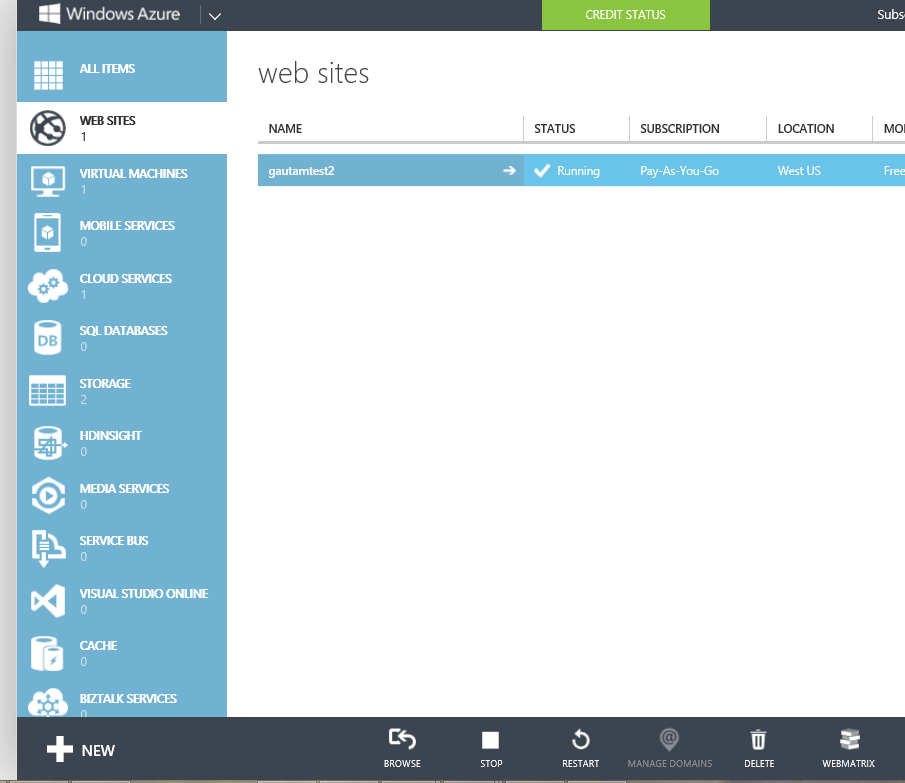 Windows Azure
CREDIT STATUS
Subs
ALL ITEMS
WEB SITES
1
VIRTUAL MACHINES
1
MOBILE SERVICES
0
CLOUD SERVICES
1
SQL DATABASES
0
DB
STORAGE
2
HDINSIGHT
0
MEDIA SERVICES
0
SERVICE BUS
0
VISUAL STUDIO ONLINE
0
CACHE
0
BIZTALK SERVICES
0
web sites
NAME STATUS SUBSCRIPTION LOCATION MO
gautamtest2 Running Pay-As-You-Go West US Free
NEW
BROWSE STOP RESTART MANAGE DOMAINS DELETE WEBMATRIX